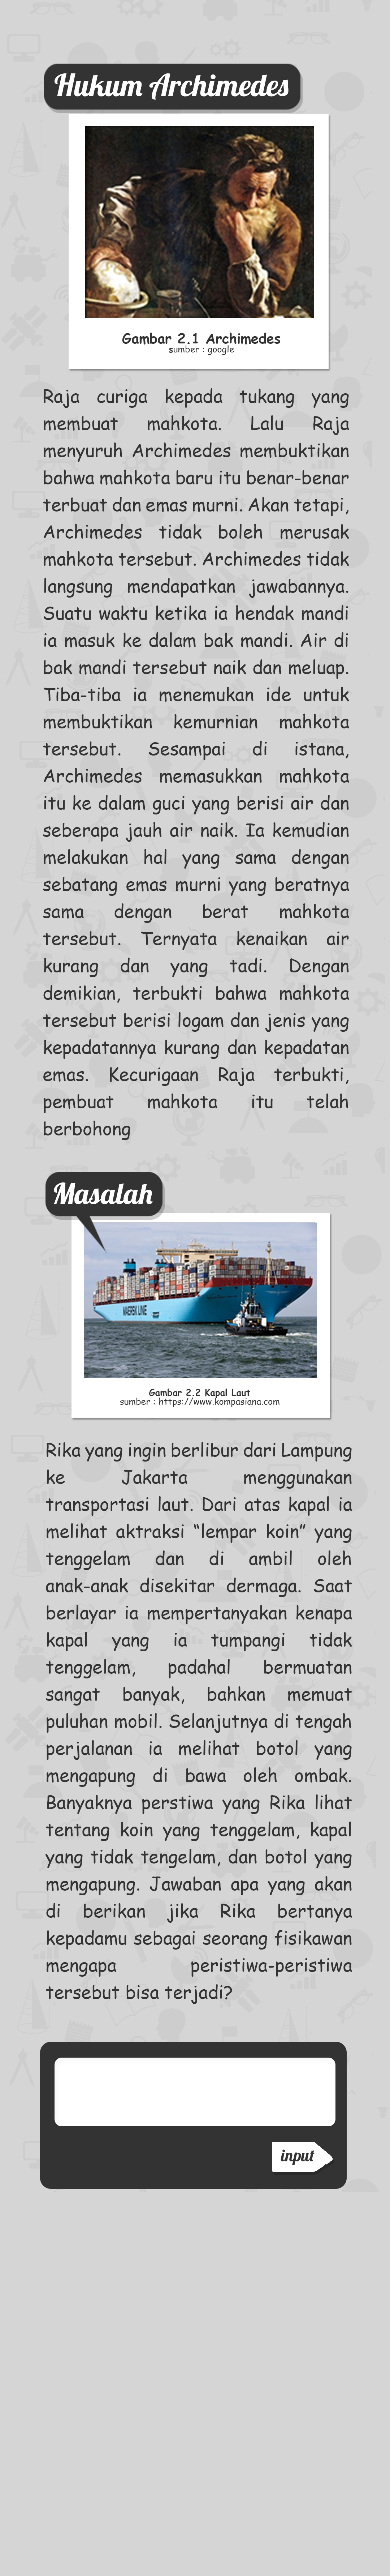 Hukum Archimedes
Gambar 2.1 Archimedes
sumber : google
Raja curiga kepada tukang yang
membuat mahkota. Lalu Raja
menyuruh Archimedes membuktikan
bahwa mahkota baru itu benar-benar
terbuat dan emas murni. Akan tetapi,
Archimedes tidak boleh merusak
mahkota tersebut. Archimedes tidak
langsung mendapatkan jawabannya.
Suatu waktu ketika ia hendak mandi
ia masuk ke dalam bak mandi. Air di
bak mandi tersebut naik dan meluap.
Tiba-tiba ia menemukan ide untuk
membuktikan kemurnian mahkota
tersebut. Sesampai di istana,
Archimedes memasukkan mahkota
itu ke dalam guci yang berisi air dan
seberapa jauh air naik. Ia kemudian
melakukan hal yang sama dengan
sebatang emas murni yang beratnya
sama dengan berat mahkota
tersebut. Ternyata kenaikan air
kurang dan yang tadi. Dengan
demikian, terbukti bahwa mahkota
tersebut berisi logam dan jenis yang
kepadatannya kurang dan kepadatan
emas. Kecurigaan Raja terbukti,
pembuat mahkota itu telah
berbohong
Masalah
MAERSK LINE
Gambar 2.2 Kapal Laut
sumber : https://www.kompasiana.com
Rika yang ingin berlibur dari Lampung
ke Jakarta menggunakan
transportasi laut. Dari atas kapal ia
melihat aktraksi “lempar koin” yang
tenggelam dan di ambil oleh
anak-anak disekitar dermaga. Saat
berlayar ia mempertanyakan kenapa
kapal yang ia tumpangi tidak
tenggelam, padahal bermuatan
sangat banyak, bahkan memuat
puluhan mobil. Selanjutnya di tengah
perjalanan ia melihat botol yang
mengapung di bawa oleh ombak.
Banyaknya perstiwa yang Rika lihat
tentang koin yang tenggelam, kapal
yang tidak tengelam, dan botol yang
mengapung. Jawaban apa yang akan
di berikan jika Rika bertanya
kepadamu sebagai seorang fisikawan
mengapa peristiwa-peristiwa
tersebut bisa terjadi?
input